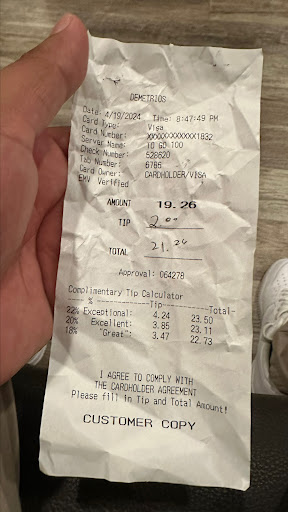 DEMETRIOS
Date: 4/19/2024 Time: 8:47:49 PM
Card Type: Visa
Card Number: XXXXXXXXXXXX1832
Server Name: TO GO 100
Check Number: 528620
Tab Number: 6785
Card Owner: CARDHOLDER/VISA
EMV Verified
AMOUNT 19.26
TIP 2.00
TOTAL 21.26
Approval: 064278
Complimentary Tip Calculator
---- % -----------Tip-----------Total-
22% Exceptional: 4.24 23.50
20% Excellent: 3.85 23.11
18% "Great": 3.47 22.73
I AGREE TO COMPLY WITH
THE CARDHOLDER AGREEMENT
Please fill in Tip and Total Amount!
CUSTOMER COPY